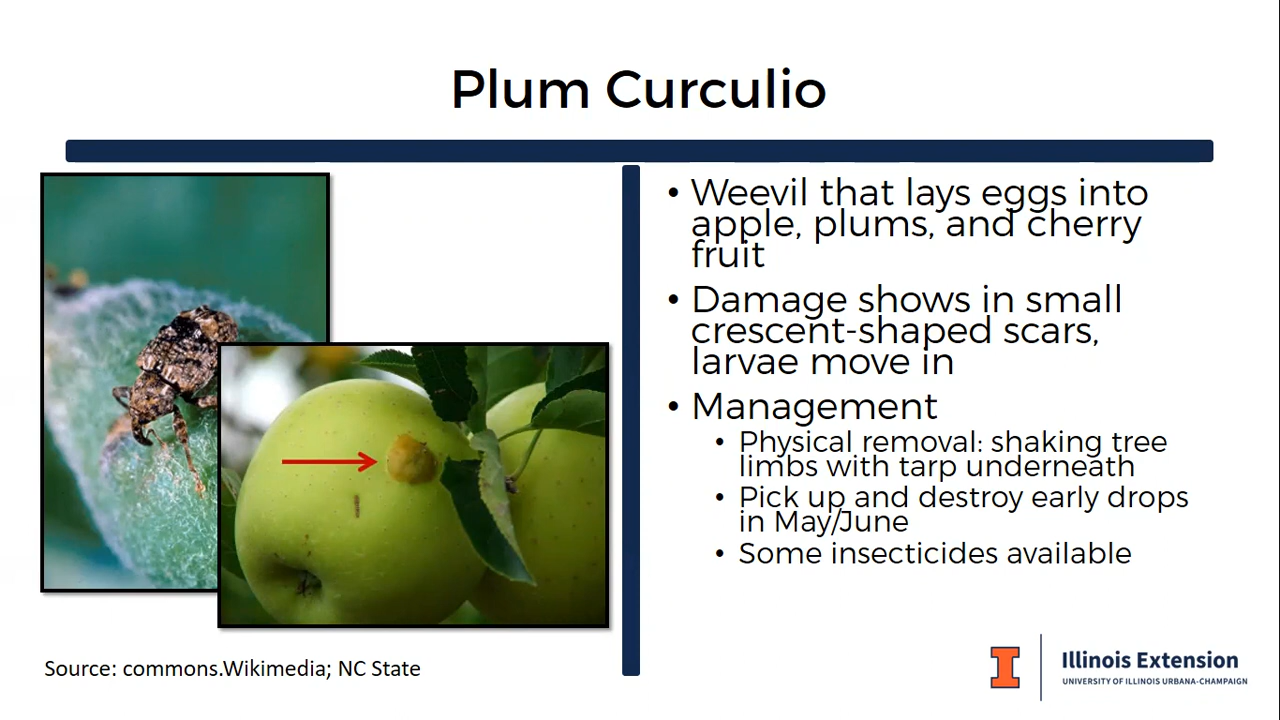 Plum Curculio
• Weevil that lays eggs into
apple, plums, and cherry
fruit
• Damage shows in small
crescent-shaped scars,
larvae move in
• Management
• Physical removal: shaking tree
limbs with tarp underneath
• Pick up and destroy early drops
in May/June
• Some insecticides available
Source: commons.Wikimedia; NC State
I
Illinois Extension
UNIVERSITY OF ILLINOIS URBANA-CHAMPAIGN